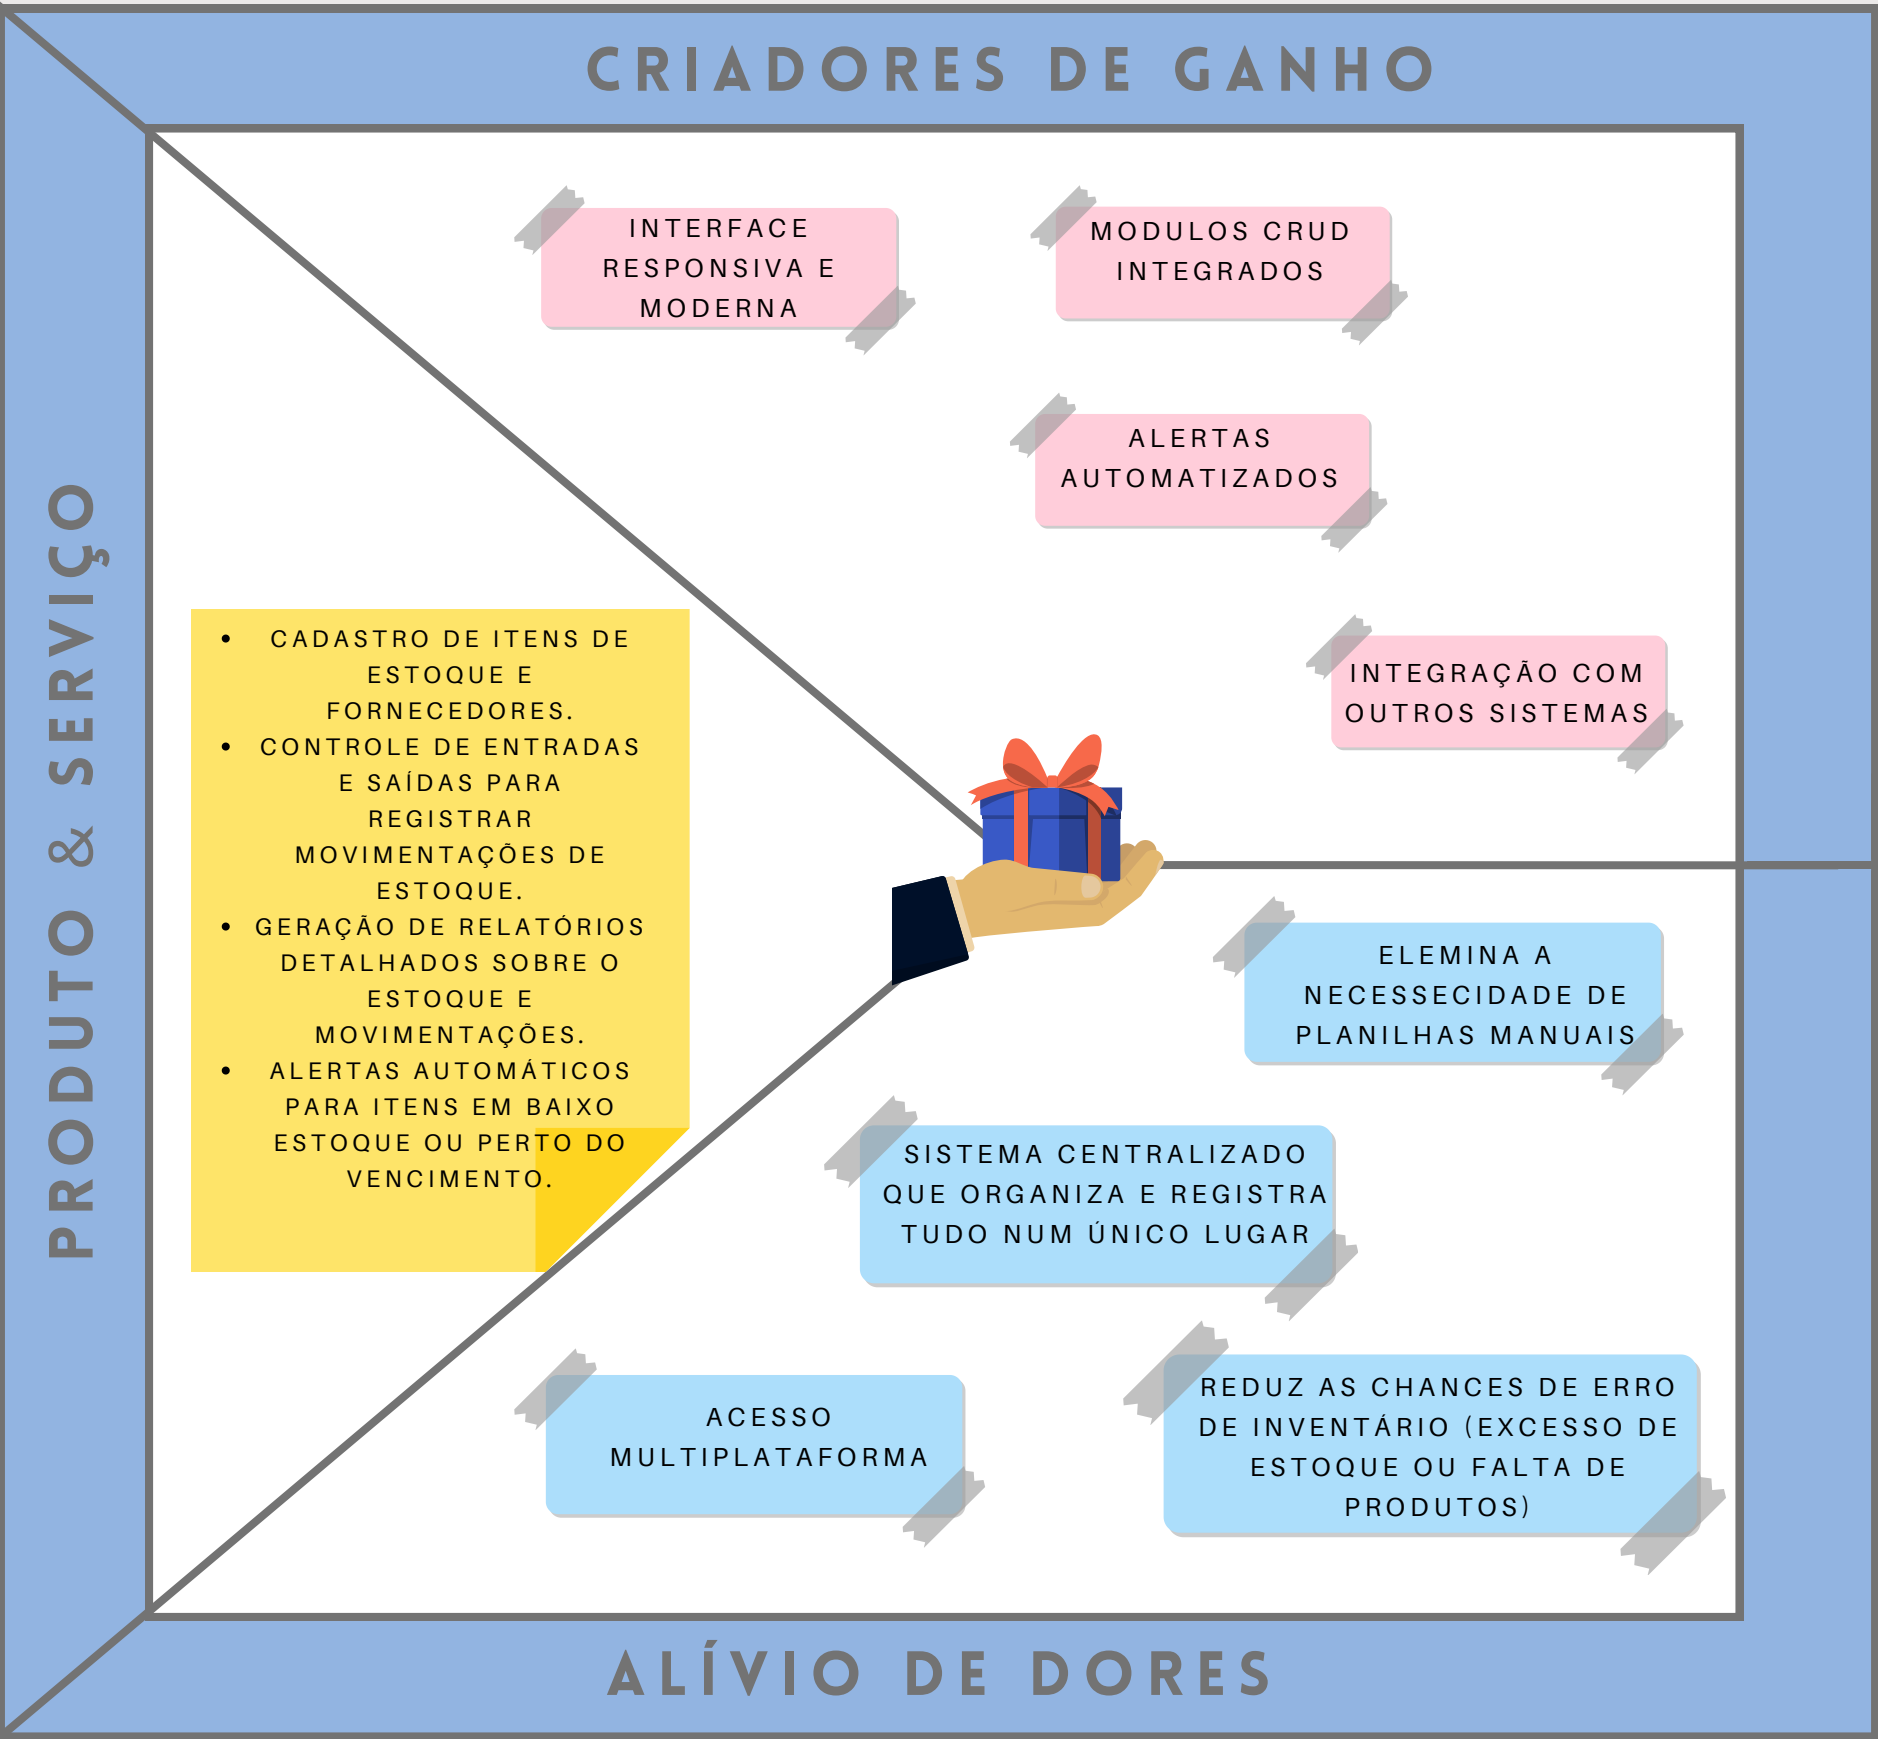 CRIADORES DE GANHO
INTERFACE
RESPONSIVA E
MODERNA
MODULOS CRUD
INTEGRADOS
ALERTAS
AUTOMATIZADOS
INTEGRAÇÃO COM
OUTROS SISTEMAS
PRODUTO & SERVIÇO
• CADASTRO DE ITENS DE
ESTOQUE E
FORNECEDORES.
• CONTROLE DE ENTRADAS
E SAÍDAS PARA
REGISTRAR
MOVIMENTAÇÕES DE
ESTOQUE.
• GERAÇÃO DE RELATÓRIOS
DETALHADOS SOBRE O
ESTOQUE E
MOVIMENTAÇÕES.
• ALERTAS AUTOMÁTICOS
PARA ITENS EM BAIXO
ESTOQUE OU PERTO DO
VENCIMENTO.
ELEMINA A
NECESSECIDADE DE
PLANILHAS MANUAIS
SISTEMA CENTRALIZADO
QUE ORGANIZA E REGISTRA
TUDO NUM ÚNICO LUGAR
ACESSO
MULTIPLATAFORMA
REDUZ AS CHANCES DE ERRO
DE INVENTÁRIO (EXCESSO DE
ESTOQUE OU FALTA DE
PRODUTOS)
ALÍVIO DE DORES